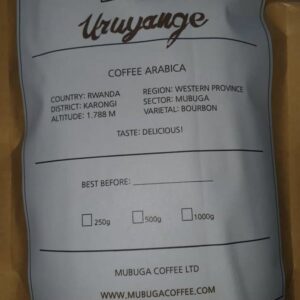 Uruyange
COFFEE ARABICA
COUNTRY: RWANDA REGION: WESTERN PROVINCE
DISTRICT: KARONGI SECTOR: MUBUGA
ALTITUDE: 1.788 M VARIETAL: BOURBON
TASTE: DELICIOUS!
BEST BEFORE:
250g 500g 1000g
MUBUGA COFFEE LTD
WWW.MUBUGACOFFEE.COM